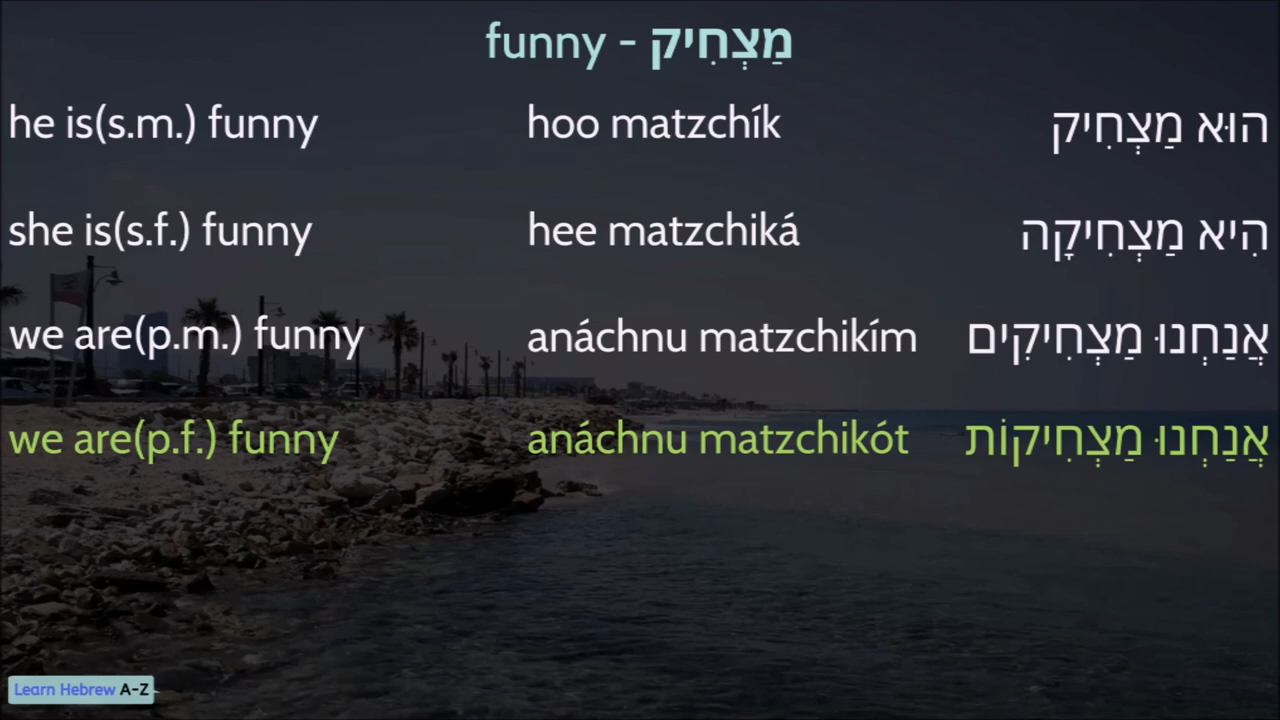 funny - מַצְחִיק
he is(s.m.) funny hoo matzchík הוּא מַצְחִיק
she is(s.f.) funny hee matzchiká הִיא מַצְחִיקָה
we are(p.m.) funny anáchnu matzchikím אֲנַחְנוּ מַצְחִיקִים
we are(p.f.) funny anáchnu matzchikót אֲנַחְנוּ מַצְחִיקוֹת
Learn Hebrew A-Z